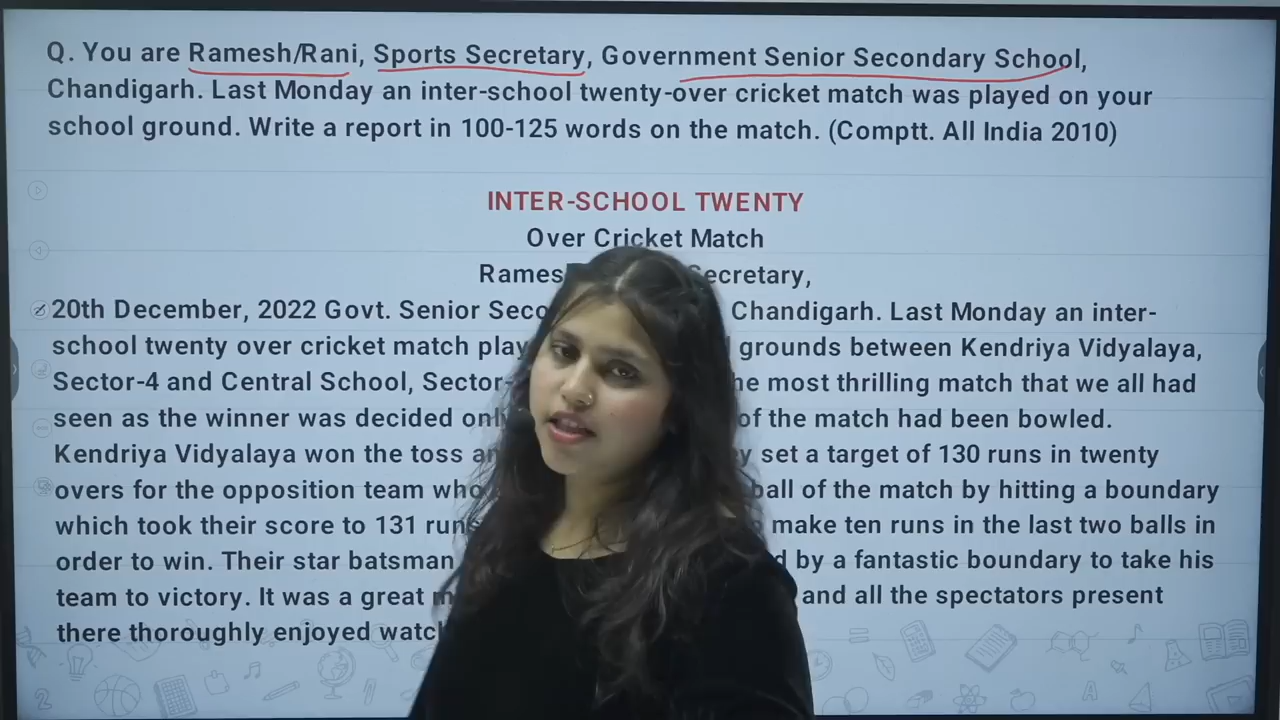 Q. You are Ramesh/Rani, Sports Secretary, Government Senior Secondary School,
Chandigarh. Last Monday an inter-school twenty-over cricket match was played on your
school ground. Write a report in 100-125 words on the match. (Comptt. All India 2010)
INTER-SCHOOL TWENTY
Over Cricket Match
Secretary,
20th December, 2022 Govt. Senior Chandigarh. Last Monday an inter-
school twenty over cricket match grounds between Kendriya Vidyalaya,
Sector-4 and Central School, most thrilling match that we all had
seen as the winner was decided of the match had been bowled.
Kendriya Vidyalaya won the toss set a target of 130 runs in twenty
overs for the opposition team who ball of the match by hitting a boundary
which took their score to 131 runs make ten runs in the last two balls in
order to win. Their star batsman by a fantastic boundary to take his
team to victory. It was a great and all the spectators present
there thoroughly enjoyed